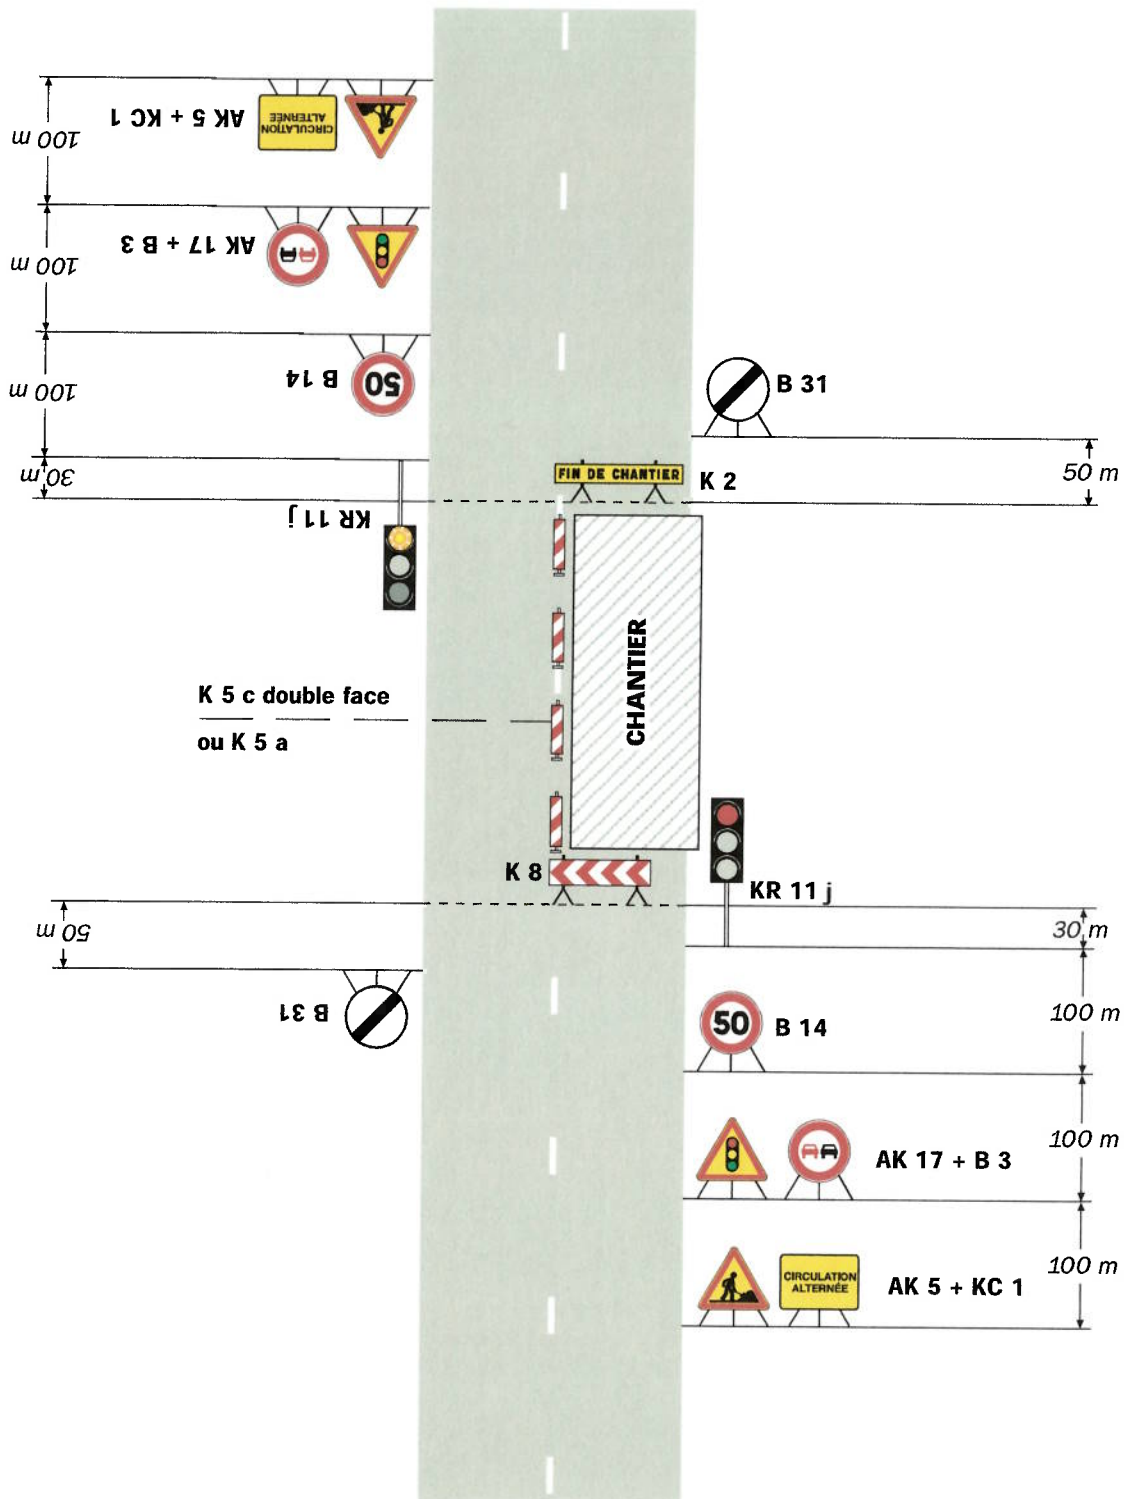 100 m
CIRCULATION
ALTERNÉE
AK 5 + KC 1
100 m
AK 17 + B 3
100 m
50
B 14
B 31
30 m
50 m
FIN DE CHANTIER
K 2
KR 11 j
CHANTIER
K 5 c double face
ou K 5 a
K 8
KR 11 j
50 m
30 m
B 31
50
B 14
100 m
AK 17 + B 3
100 m
CIRCULATION
ALTERNÉE
AK 5 + KC 1
100 m